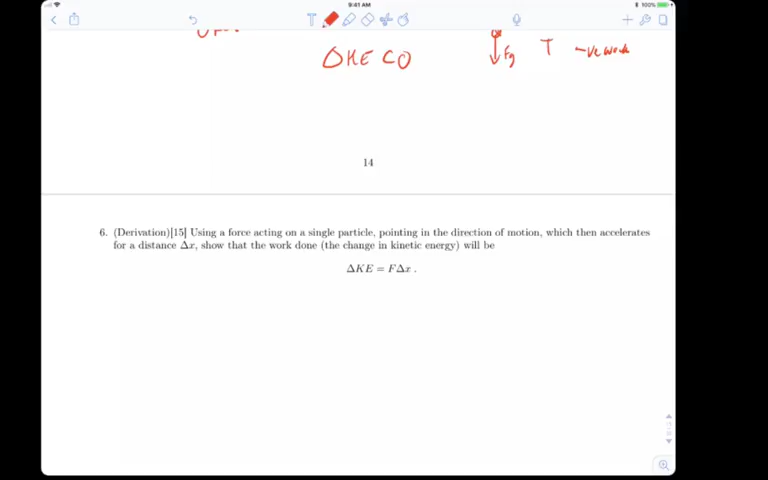 9:41 AM
100%
ΔKE < 0
Fg
T
-ve work
14
6. (Derivation)[15] Using a force acting on a single particle, pointing in the direction of motion, which then accelerates
for a distance Δx, show that the work done (the change in kinetic energy) will be
ΔKE = FΔx .